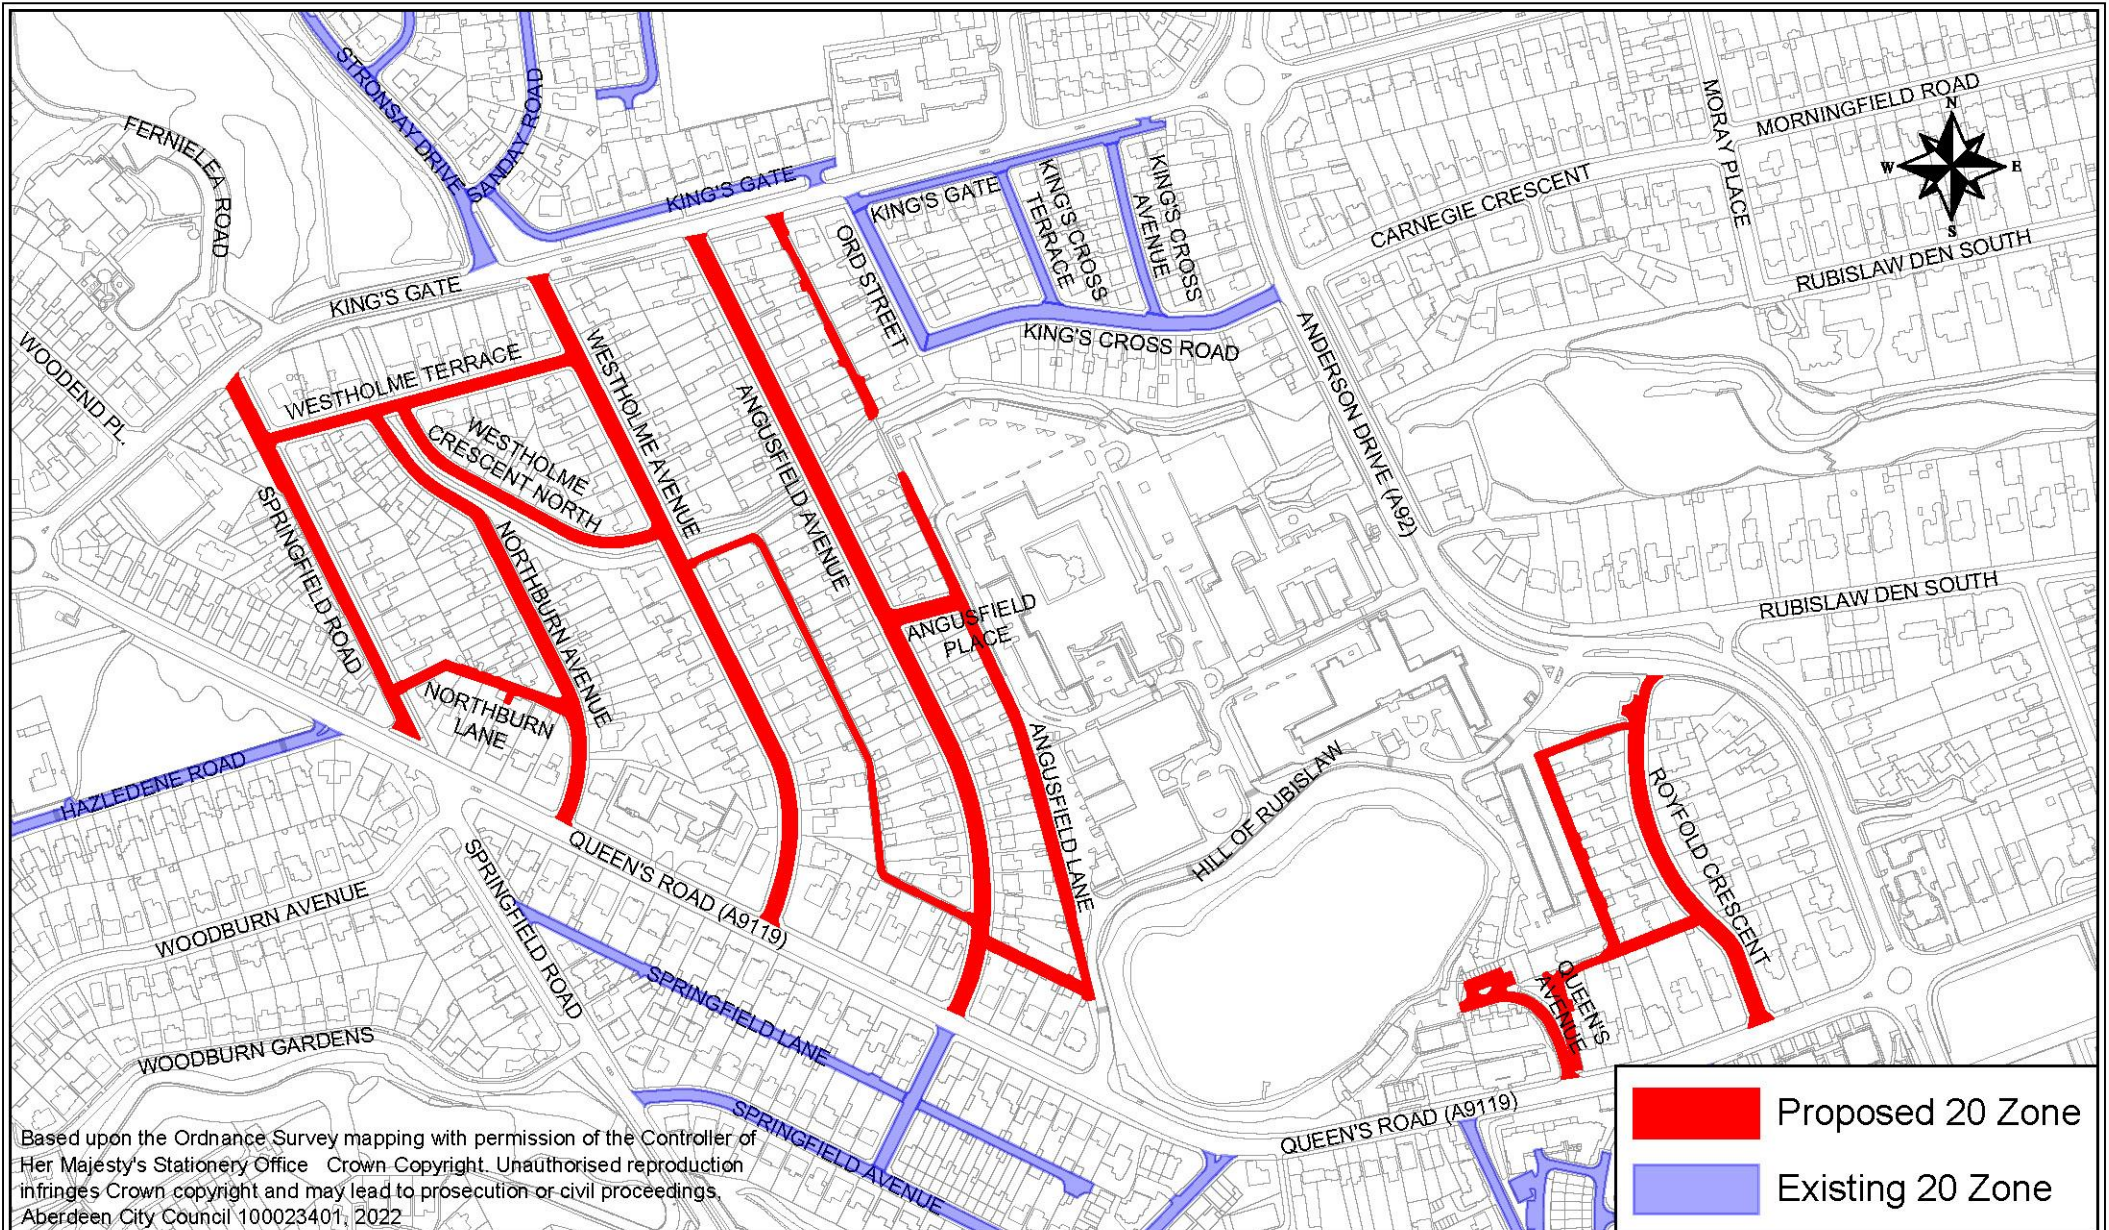 STRONSAY DRIVE
SANDAY ROAD
FERNIELEA ROAD
KING'S GATE
KING'S GATE
KING'S GATE
KING'S CROSS
TERRACE
KING'S CROSS
AVENUE
ORD STREET
KING'S CROSS ROAD
MORAY PLACE
MORNINGFIELD ROAD
CARNEGIE CRESCENT
RUBISLAW DEN SOUTH
N
W
E
S
WOODEND PL.
WESTHOLME TERRACE
WESTHOLME
CRESCENT NORTH
WESTHOLME AVENUE
ANGUSFIELD AVENUE
ANDERSON DRIVE (A92)
SPRINGFIELD ROAD
NORTHBURN AVENUE
NORTHBURN
LANE
ANGUSFIELD
PLACE
RUBISLAW DEN SOUTH
ANGUSFIELD LANE
HILL OF RUBISLAW
ROYFOLD CRESCENT
HAZLEDENE ROAD
QUEEN'S ROAD (A9119)
SPRINGFIELD ROAD
WOODBURN AVENUE
WOODBURN GARDENS
SPRINGFIELD LANE
SPRINGFIELD AVENUE
QUEEN'S
AVENUE
QUEEN'S ROAD (A9119)
Based upon the Ordnance Survey mapping with permission of the Controller of
Her Majesty's Stationery Office Crown Copyright. Unauthorised reproduction
infringes Crown copyright and may lead to prosecution or civil proceedings,
Aberdeen City Council 100023401, 2022
Proposed 20 Zone
Existing 20 Zone